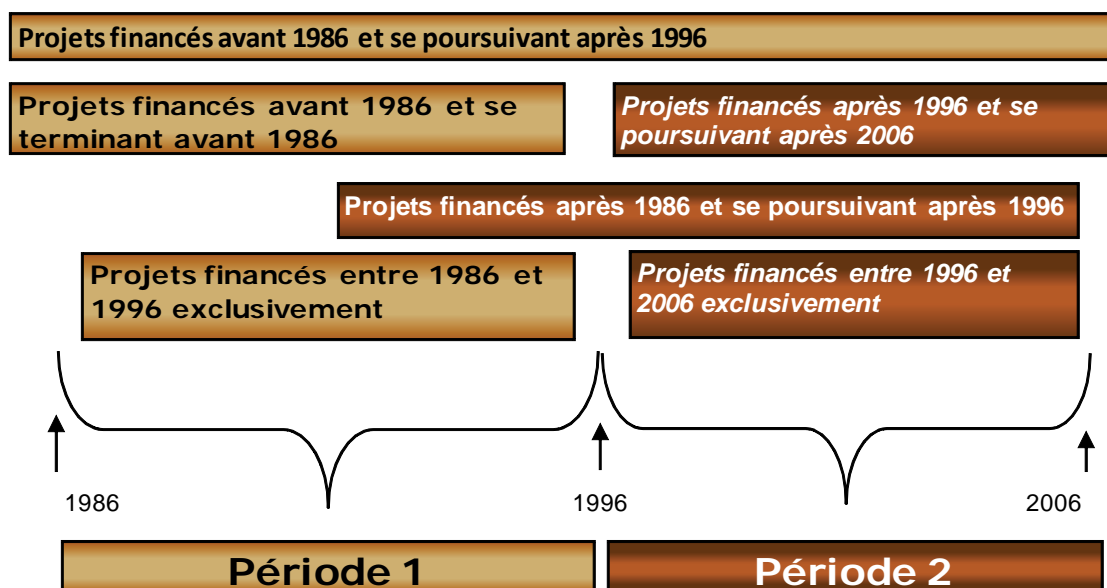 Projets financés avant 1986 et se poursuivant après 1996
Projets financés avant 1986 et se
terminant avant 1986
Projets financés après 1996 et se
poursuivant après 2006
Projets financés après 1986 et se poursuivant après 1996
Projets financés entre 1986 et
1996 exclusivement
Projets financés entre 1996 et
2006 exclusivement
1986
1996
2006
Période 1
Période 2